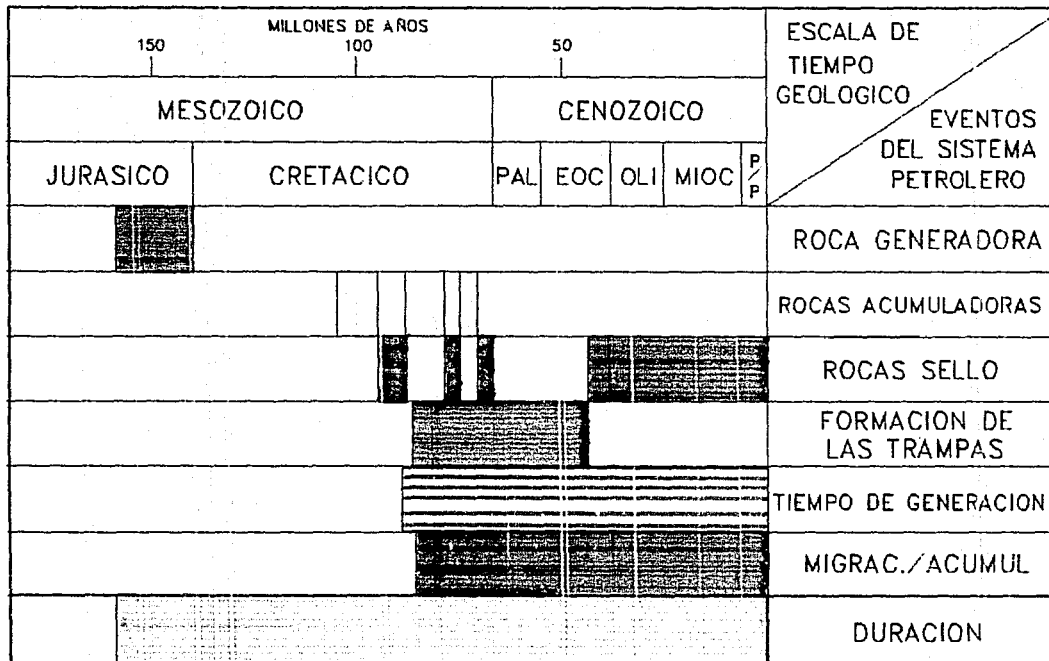 MILLONES DE AÑOS
150 100 50
ESCALA DE
TIEMPO
GEOLOGICO
EVENTOS
DEL SISTEMA
PETROLERO
MESOZOICO CENOZOICO
JURASICO CRETACICO PAL EOC OLI MIOC P/P
ROCA GENERADORA
ROCAS ACUMULADORAS
ROCAS SELLO
FORMACION DE
LAS TRAMPAS
TIEMPO DE GENERACION
MIGRAC./ACUMUL
DURACION